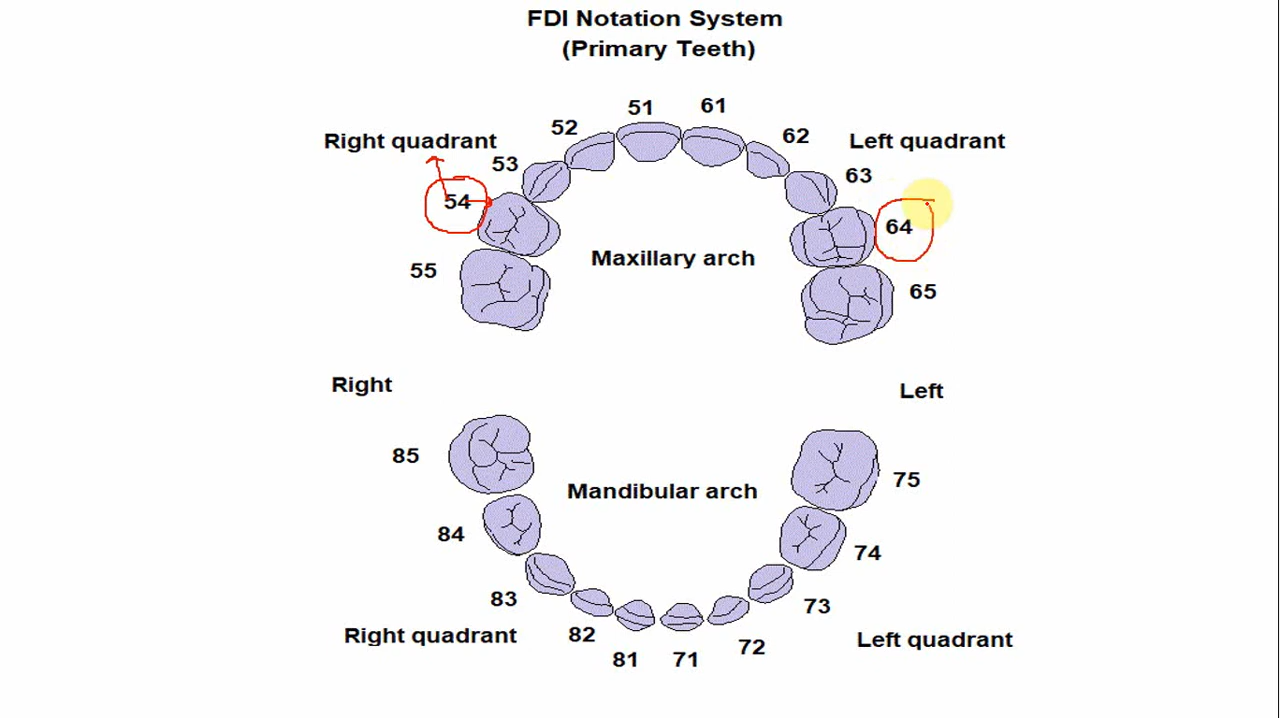 FDI Notation System
(Primary Teeth)
51 61
52 62
Right quadrant Left quadrant
53 63
54 64
Maxillary arch
55 65
Right Left
85 75
Mandibular arch
84 74
83 73
82 72
Right quadrant Left quadrant
81 71